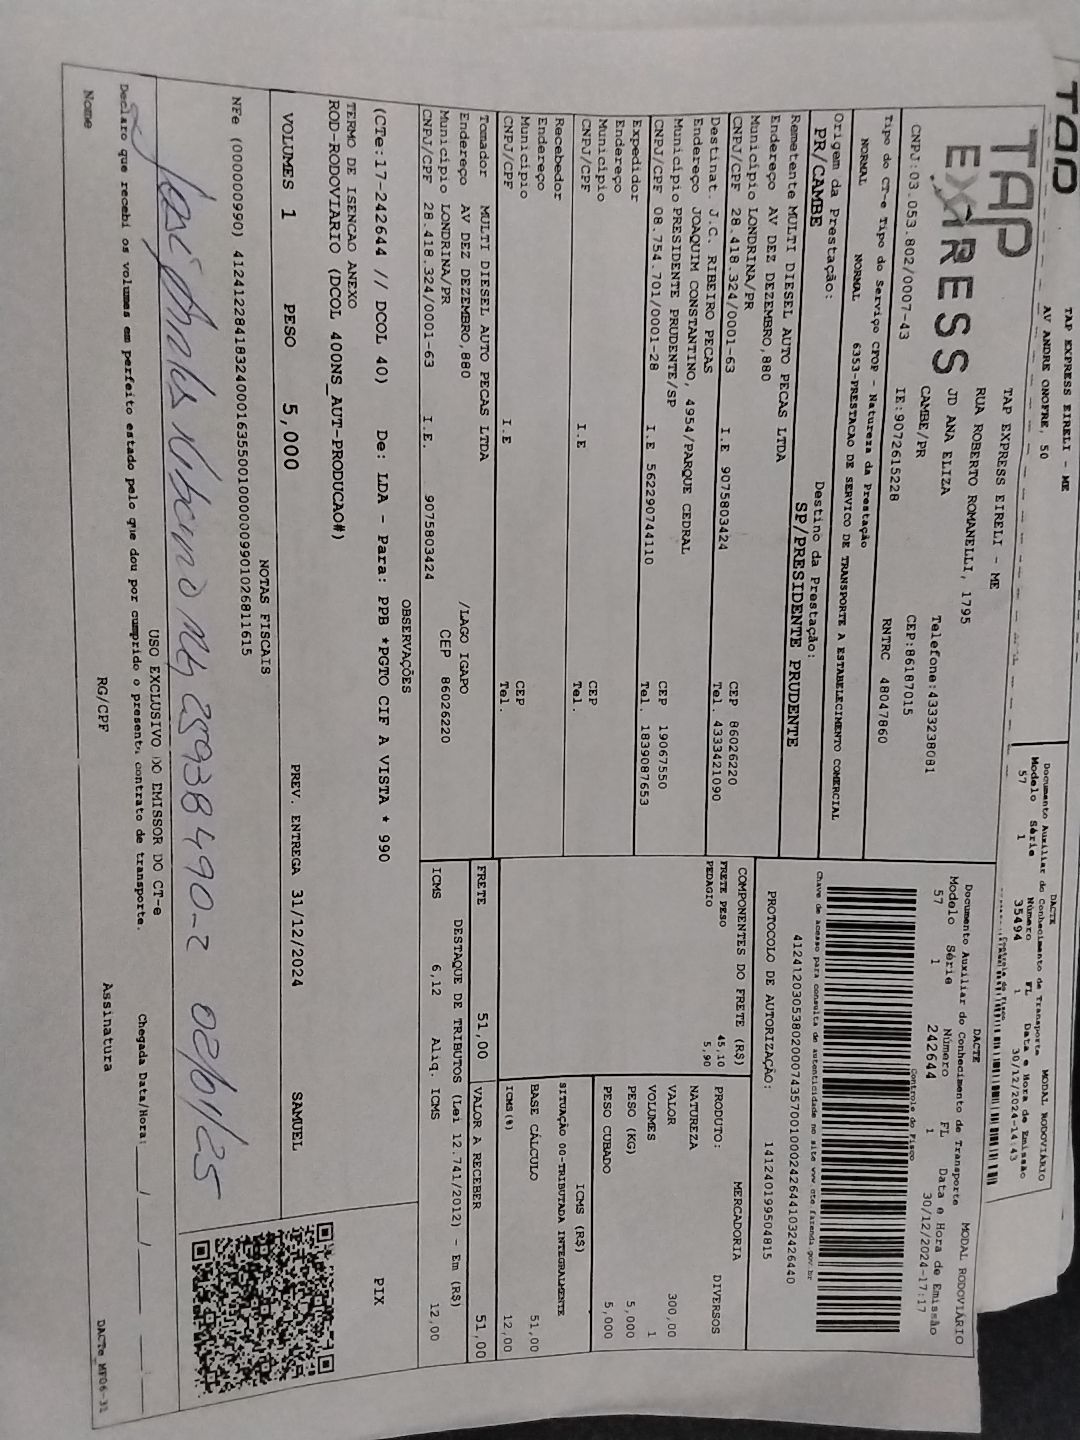 TAP EXPRESS EIRELI - ME
AV ANDRE ONOFRE, 50
DACTE MODAL RODOVIÁRIO
Documento Auxiliar do Conhecimento de Transporte
Modelo Série Número FL Data e Hora de Emissão
57 1 35494 1 30/12/2024-14:43
Controle do Fisco
TAP
EXPRESS
TAP EXPRESS EIRELI - ME
RUA ROBERTO ROMANELLI, 1795
JD ANA ELIZA
CAMBE/PR
Telefone:4333238081
CEP:86187015
CNPJ:03.053.802/0007-43 IE:9072615228 RNTRC 48047860
DACTE MODAL RODOVIÁRIO
Documento Auxiliar do Conhecimento de Transporte
Modelo Série Número FL Data e Hora de Emissão
57 1 242644 1 30/12/2024-17:17
Controle do Fisco
Tipo do CT-e Tipo do Serviço CFOP - Natureza da Prestação
NORMAL NORMAL 6353-PRESTACAO DE SERVICO DE TRANSPORTE A ESTABELECIMENTO COMERCIAL
Chave de acesso para consulta de autenticidade no site www.cte.fazenda.gov.br
41241203053802000743570010002426441032426440
Origem da Prestação: Destino da Prestação:
PR/CAMBE SP/PRESIDENTE PRUDENTE
PROTOCOLO DE AUTORIZAÇÃO: 141240199504815
Remetente MULTI DIESEL AUTO PECAS LTDA
Endereço AV DEZ DEZEMBRO,880
Município LONDRINA/PR CEP 86026220
CNPJ/CPF 28.418.324/0001-63 I.E 9075803424 Tel. 4333421090
Destinat. J.C. RIBEIRO PECAS
Endereço JOAQUIM CONSTANTINO, 4954/PARQUE CEDRAL
Município PRESIDENTE PRUDENTE/SP CEP 19067550
CNPJ/CPF 08.754.701/0001-28 I.E 562290744110 Tel. 1839087653
Expedidor
Endereço
Município CEP
CNPJ/CPF I.E Tel.
Recebedor
Endereço
Município CEP
CNPJ/CPF I.E Tel.
COMPONENTES DO FRETE (R$)
FRETE PESO 45,10
PEDAGIO 5,90
MERCADORIA
PRODUTO: DIVERSOS
NATUREZA
VALOR 300,00
VOLUMES 1
PESO (KG) 5,000
PESO CUBADO 5,000
ICMS (R$)
SITUAÇÃO 00-TRIBUTADA INTEGRALMENTE
BASE CÁLCULO 51,00
ICMS(%) 12,00
Tomador MULTI DIESEL AUTO PECAS LTDA
Endereço AV DEZ DEZEMBRO,880 /LAGO IGAPO
Município LONDRINA/PR CEP 86026220
CNPJ/CPF 28.418.324/0001-63 I.E. 9075803424
FRETE 51,00 VALOR A RECEBER 51,00
DESTAQUE DE TRIBUTOS (Lei 12.741/2012) - Em (R$)
ICMS 6,12 Aliq. ICMS 12,00
OBSERVAÇÕES
(CTe:17-242644 // DCOL 40) De: LDA - Para: PPB *PGTO CIF A VISTA * 990
TERMO DE ISENCAO ANEXO
ROD-RODOVIARIO (DCOL 400NS_AUT-PRODUCAO#)
PIX
VOLUMES 1 PESO 5,000 PREV. ENTREGA 31/12/2024 SAMUEL
NOTAS FISCAIS
NFe (000000990) 41241228418324000163550010000009901026811615
25938490-2 02/01/25
USO EXCLUSIVO DO EMISSOR DO CT-e
Declaro que recebi os volumes em perfeito estado pelo que dou por cumprido o presente contrato de transporte. Chegada Data/Hora: __/__/__
Nome RG/CPF Assinatura
DACTe_MF06-31